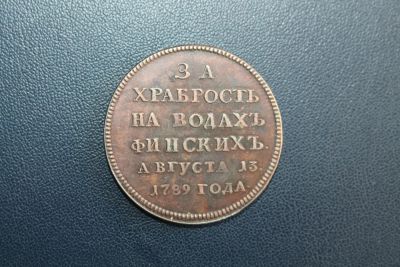 ЗА
ХРАБРОСТЬ
НА ВОДАХЪ
ФИНСКИХЪ.
АВГУСТА 13.
1789 ГОДА.